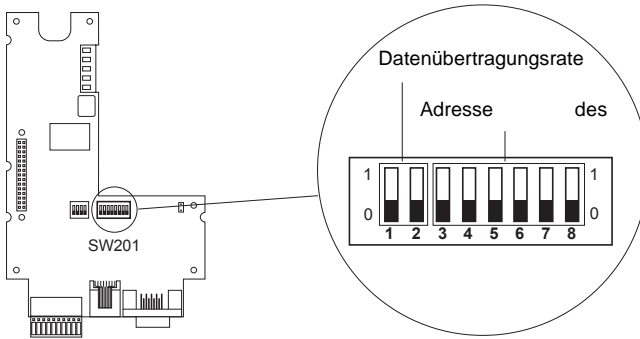 Datenübertragungsrate
Adresse des
1 1
0 0
1 2 3 4 5 6 7 8
SW201